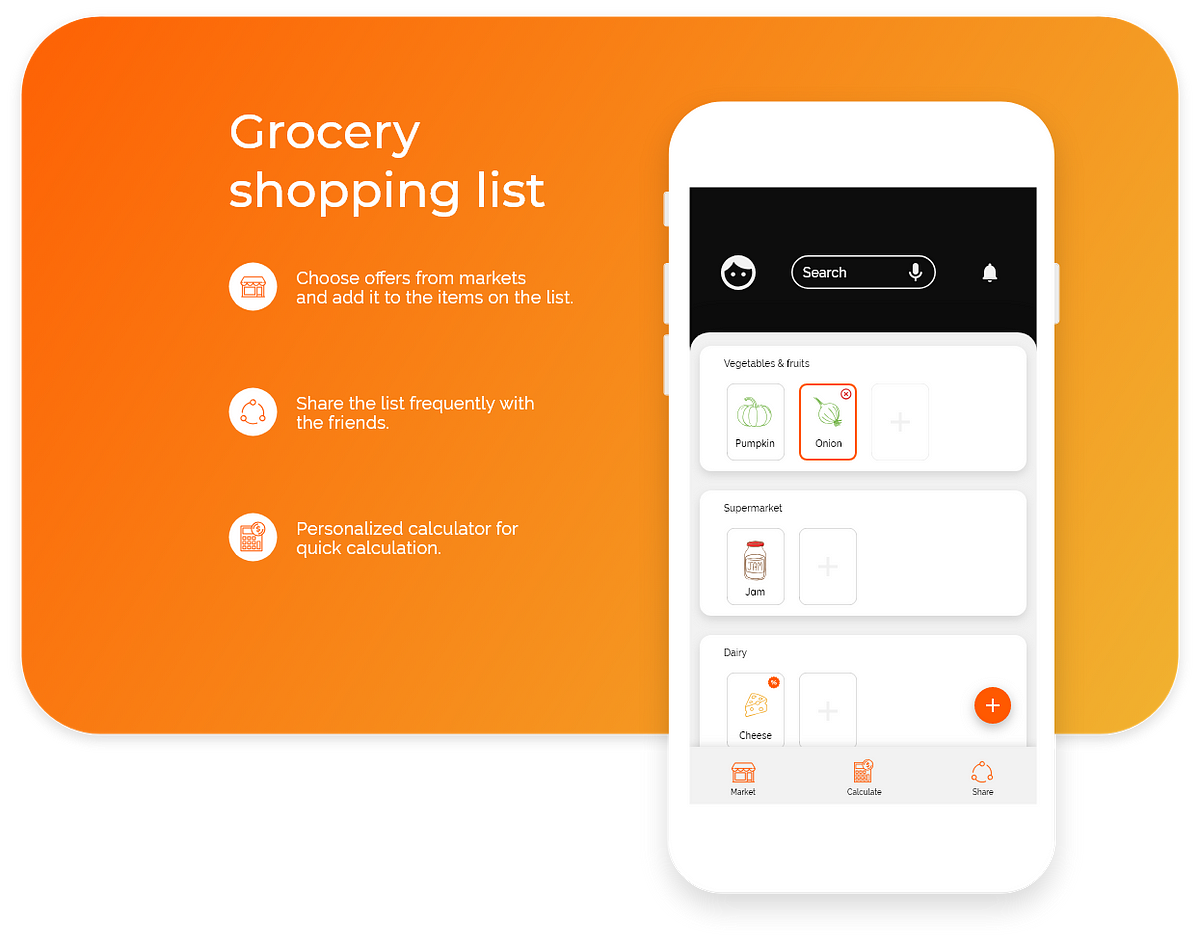 Grocery
shopping list
Choose offers from markets
and add it to the items on the list.
Share the list frequently with
the friends.
Personalized calculator for
quick calculation.
Search
Vegetables & fruits
Pumpkin
Onion
Supermarket
JAM
Jam
Dairy
%
Cheese
Market
$
Calculate
Share